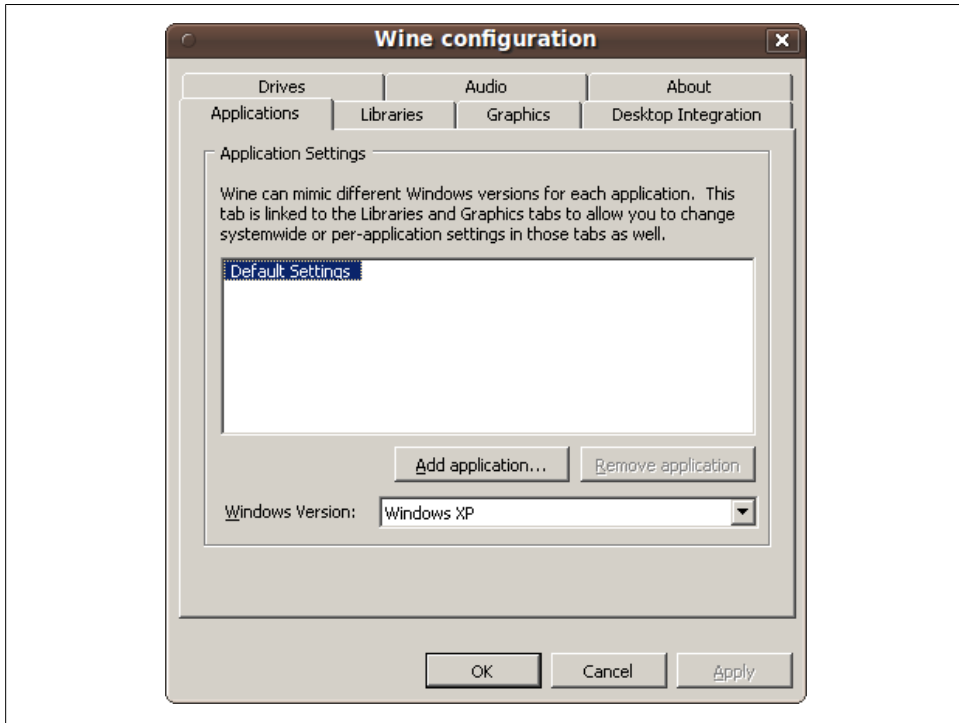 Wine configuration
Drives Audio About
Applications Libraries Graphics Desktop Integration
Application Settings
Wine can mimic different Windows versions for each application. This
tab is linked to the Libraries and Graphics tabs to allow you to change
systemwide or per-application settings in those tabs as well.
Default Settings
Add application... Remove application
Windows Version: Windows XP
OK Cancel Apply